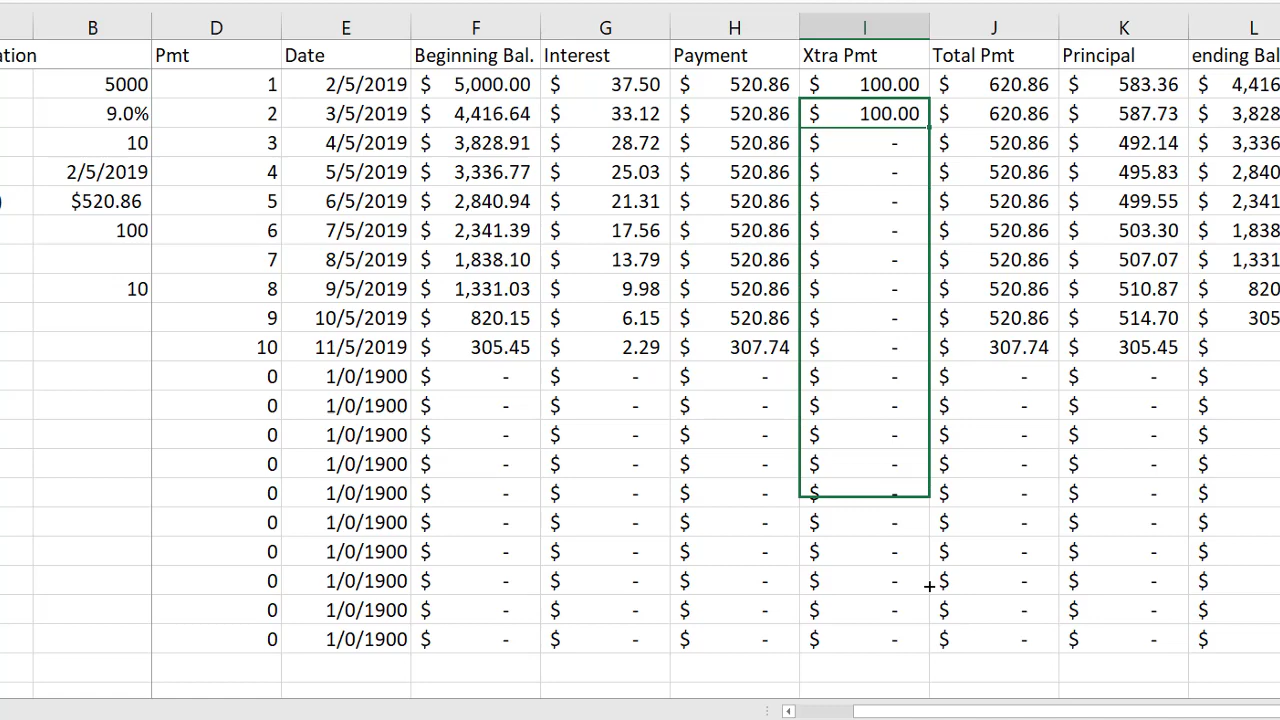 B D E F G H I J K L
ation Pmt Date Beginning Bal. Interest Payment Xtra Pmt Total Pmt Principal ending Bal
5000 1 2/5/2019 $ 5,000.00 $ 37.50 $ 520.86 $ 100.00 $ 620.86 $ 583.36 $ 4,416
9.0% 2 3/5/2019 $ 4,416.64 $ 33.12 $ 520.86 $ 100.00 $ 620.86 $ 587.73 $ 3,828
10 3 4/5/2019 $ 3,828.91 $ 28.72 $ 520.86 $ - $ 520.86 $ 492.14 $ 3,336
2/5/2019 4 5/5/2019 $ 3,336.77 $ 25.03 $ 520.86 $ - $ 520.86 $ 495.83 $ 2,840
) $520.86 5 6/5/2019 $ 2,840.94 $ 21.31 $ 520.86 $ - $ 520.86 $ 499.55 $ 2,341
100 6 7/5/2019 $ 2,341.39 $ 17.56 $ 520.86 $ - $ 520.86 $ 503.30 $ 1,838
7 8/5/2019 $ 1,838.10 $ 13.79 $ 520.86 $ - $ 520.86 $ 507.07 $ 1,331
10 8 9/5/2019 $ 1,331.03 $ 9.98 $ 520.86 $ - $ 520.86 $ 510.87 $ 820
9 10/5/2019 $ 820.15 $ 6.15 $ 520.86 $ - $ 520.86 $ 514.70 $ 305
10 11/5/2019 $ 305.45 $ 2.29 $ 307.74 $ - $ 307.74 $ 305.45 $
0 1/0/1900 $ - $ - $ - $ - $ - $ - $
0 1/0/1900 $ - $ - $ - $ - $ - $ - $
0 1/0/1900 $ - $ - $ - $ - $ - $ - $
0 1/0/1900 $ - $ - $ - $ - $ - $ - $
0 1/0/1900 $ - $ - $ - $ - $ - $ - $
0 1/0/1900 $ - $ - $ - $ - $ - $ - $
0 1/0/1900 $ - $ - $ - $ - $ - $ - $
0 1/0/1900 $ - $ - $ - $ - $ - $ - $
0 1/0/1900 $ - $ - $ - $ - $ - $ - $
0 1/0/1900 $ - $ - $ - $ - $ - $ - $